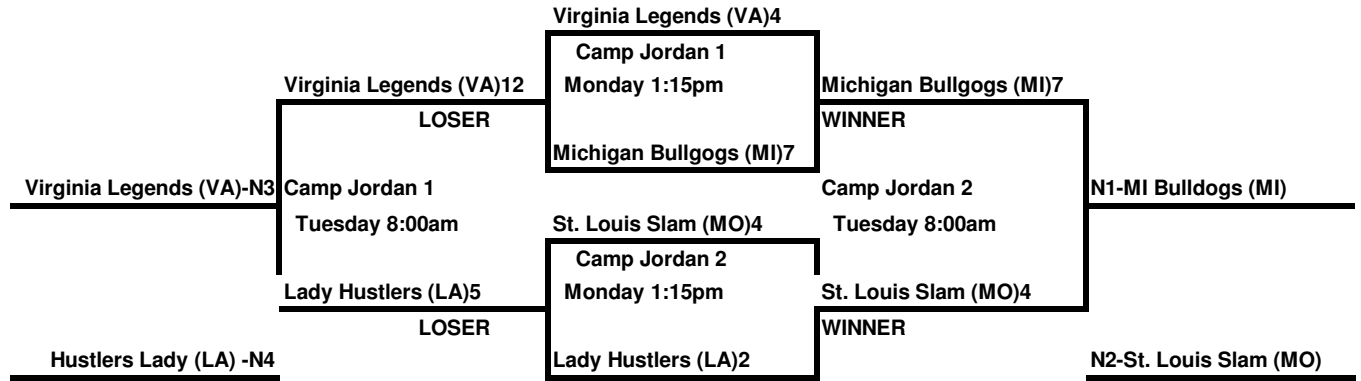 Virginia Legends (VA)4
Camp Jordan 1
Virginia Legends (VA)12 Monday 1:15pm Michigan Bullgogs (MI)7
LOSER WINNER
Michigan Bullgogs (MI)7
Virginia Legends (VA)-N3 Camp Jordan 1 Camp Jordan 2 N1-MI Bulldogs (MI)
Tuesday 8:00am St. Louis Slam (MO)4 Tuesday 8:00am
Camp Jordan 2
Lady Hustlers (LA)5 Monday 1:15pm St. Louis Slam (MO)4
LOSER WINNER
Hustlers Lady (LA) -N4 Lady Hustlers (LA)2 N2-St. Louis Slam (MO)